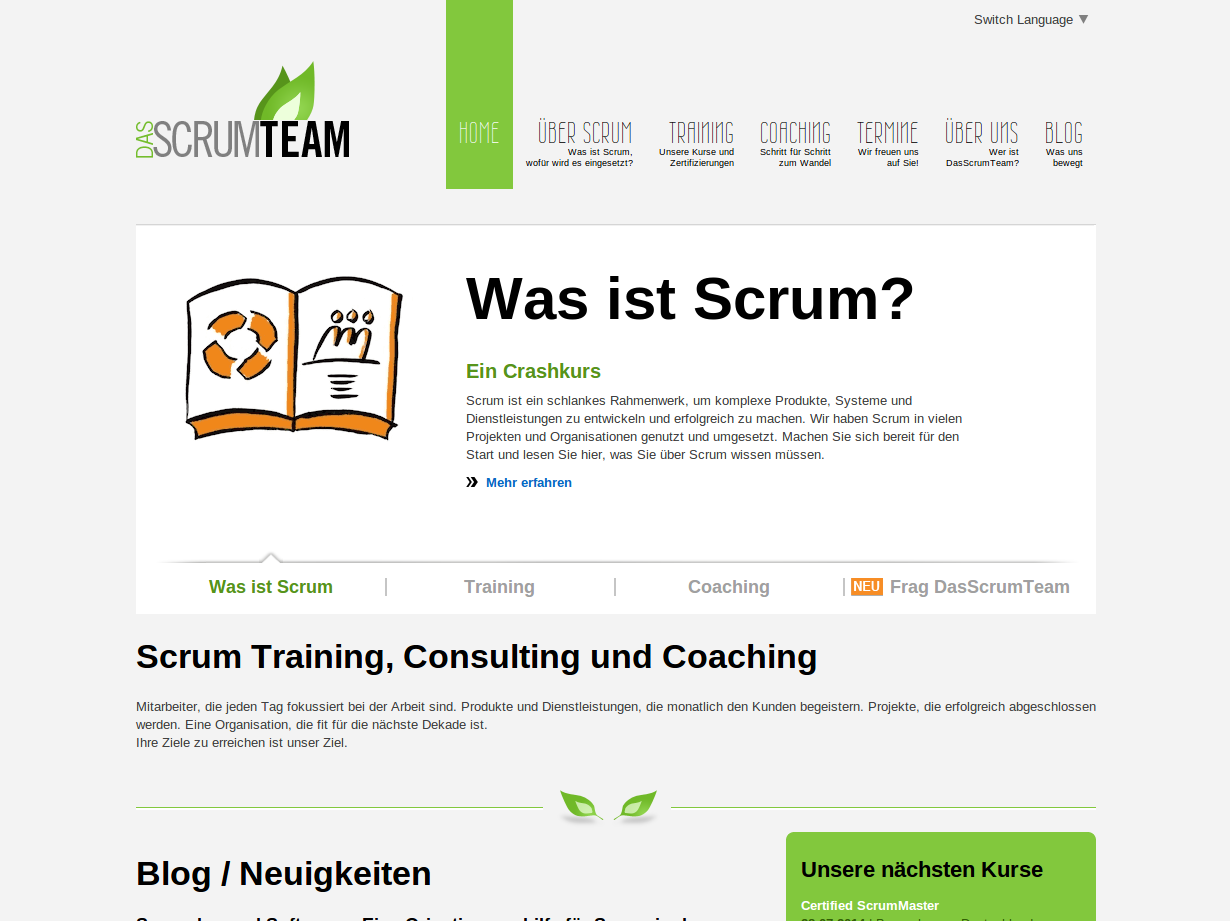 Switch Language
DAS SCRUMTEAM
HOME
ÜBER SCRUM
Was ist Scrum,
wofür wird es eingesetzt?
TRAINING
Unsere Kurse und
Zertifizierungen
COACHING
Schritt für Schritt
zum Wandel
TERMINE
Wir freuen uns
auf Sie!
ÜBER UNS
Wer ist
DasScrumTeam?
BLOG
Was uns
bewegt
Was ist Scrum?
Ein Crashkurs
Scrum ist ein schlankes Rahmenwerk, um komplexe Produkte, Systeme und
Dienstleistungen zu entwickeln und erfolgreich zu machen. Wir haben Scrum in vielen
Projekten und Organisationen genutzt und umgesetzt. Machen Sie sich bereit für den
Start und lesen Sie hier, was Sie über Scrum wissen müssen.
Mehr erfahren
Was ist Scrum
Training
Coaching
NEU Frag DasScrumTeam
Scrum Training, Consulting und Coaching
Mitarbeiter, die jeden Tag fokussiert bei der Arbeit sind. Produkte und Dienstleistungen, die monatlich den Kunden begeistern. Projekte, die erfolgreich abgeschlossen
werden. Eine Organisation, die fit für die nächste Dekade ist.
Ihre Ziele zu erreichen ist unser Ziel.
Blog / Neuigkeiten
Unsere nächsten Kurse
Certified ScrumMaster